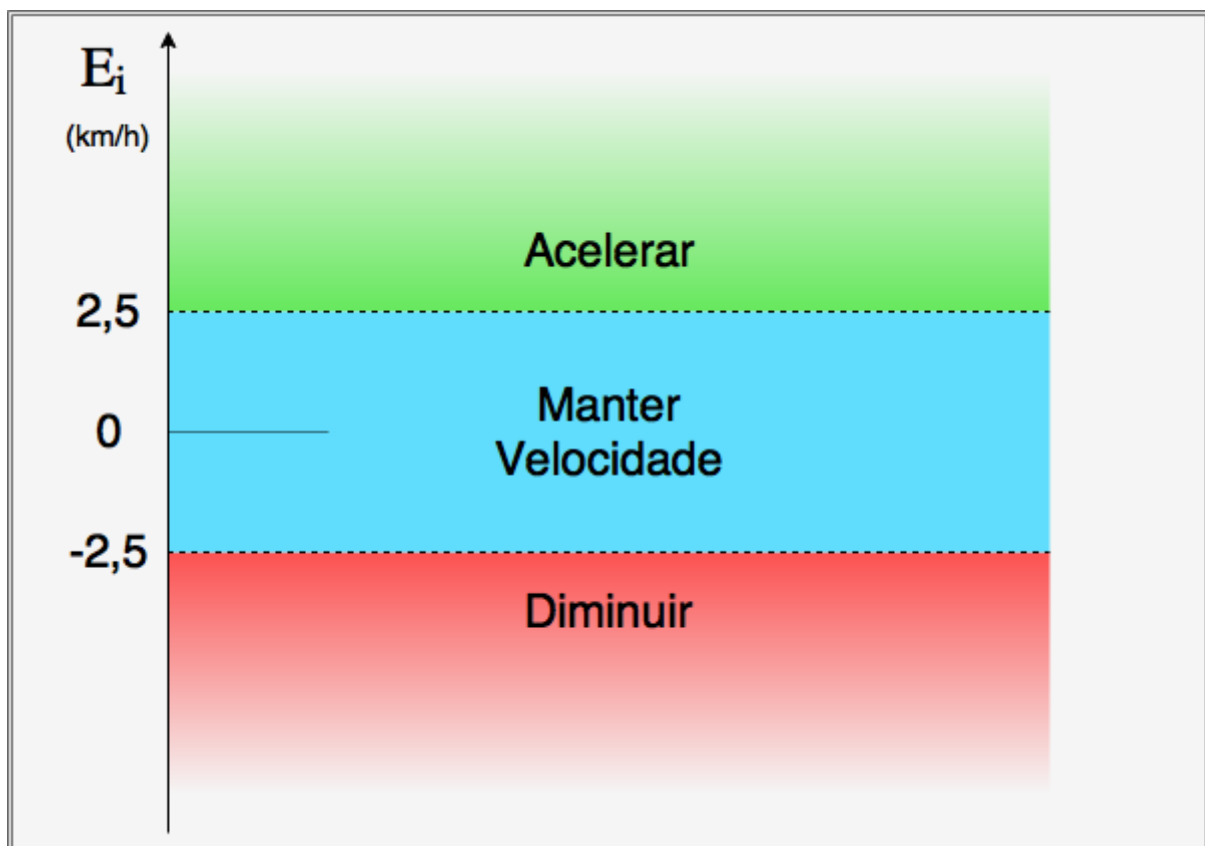 Ei
(km/h)
Acelerar
2,5
Manter
0
Velocidade
-2,5
Diminuir